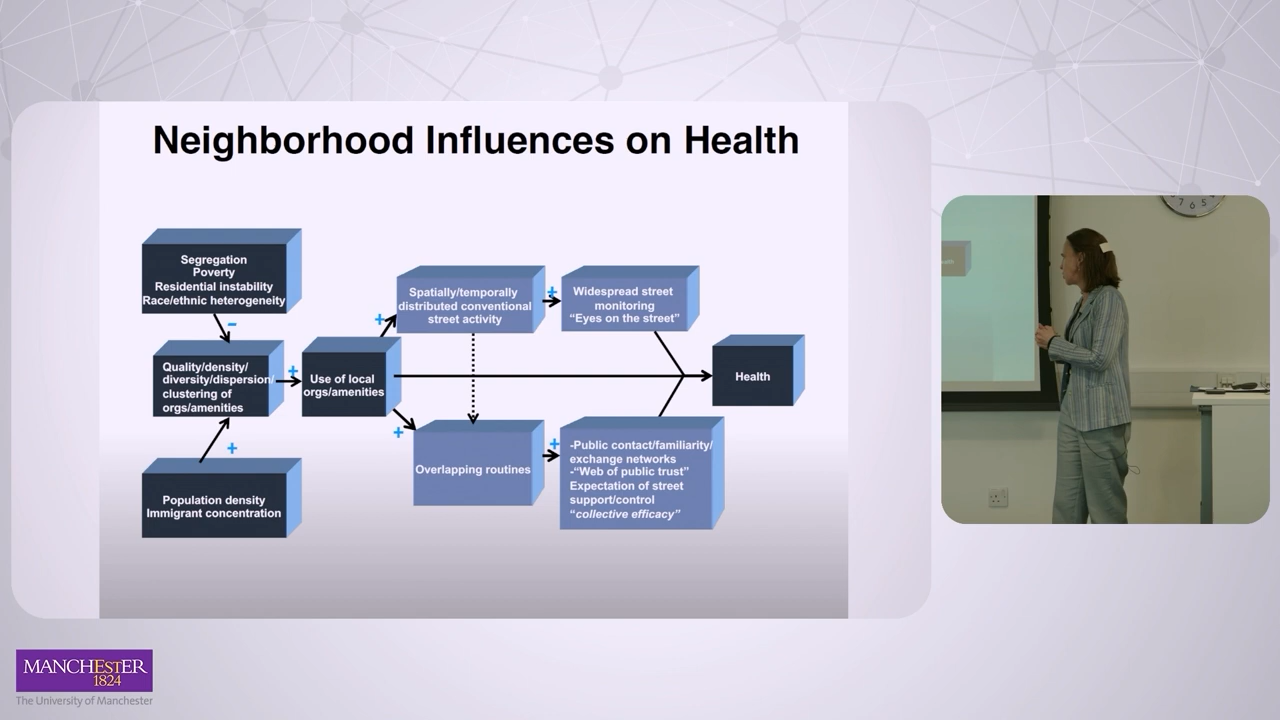 Neighborhood Influences on Health
Segregation
Poverty
Residential instability
Race/ethnic heterogeneity
–
Quality/density/
diversity/dispersion/
clustering of
orgs/amenities
+
Population density
Immigrant concentration
+
Use of local
orgs/amenities
+
Spatially/temporally
distributed conventional
street activity
+
Widespread street
monitoring
“Eyes on the street”
+
Overlapping routines
+
-Public contact/familiarity/
exchange networks
-“Web of public trust”
Expectation of street
support/control
“collective efficacy”
Health
7 6 5
MANCHESTER
1824
The University of Manchester